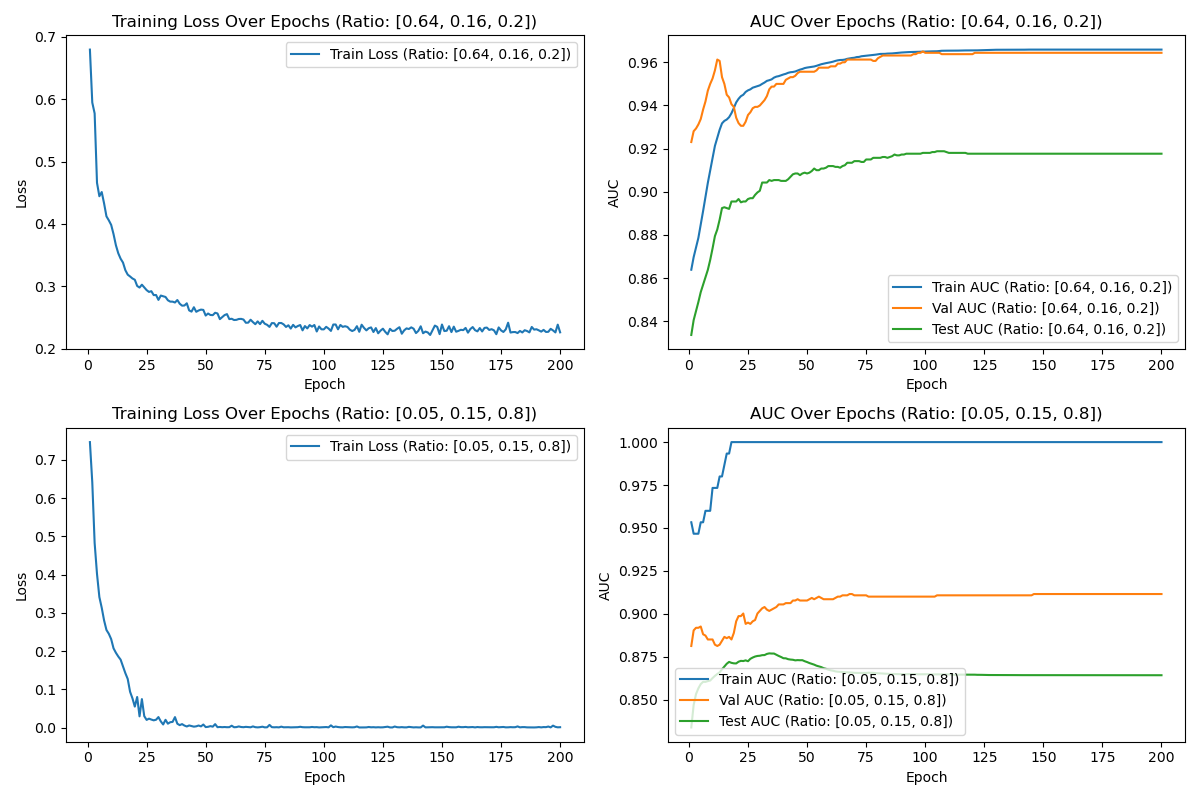 Training Loss Over Epochs (Ratio: [0.64, 0.16, 0.2])
0.7
0.6
0.5
0.4
0.3
0.2
Loss
Train Loss (Ratio: [0.64, 0.16, 0.2])
0 25 50 75 100 125 150 175 200
Epoch
AUC Over Epochs (Ratio: [0.64, 0.16, 0.2])
0.96
0.94
0.92
0.90
0.88
0.86
0.84
AUC
Train AUC (Ratio: [0.64, 0.16, 0.2])
Val AUC (Ratio: [0.64, 0.16, 0.2])
Test AUC (Ratio: [0.64, 0.16, 0.2])
0 25 50 75 100 125 150 175 200
Epoch
Training Loss Over Epochs (Ratio: [0.05, 0.15, 0.8])
0.7
0.6
0.5
0.4
0.3
0.2
0.1
0.0
Loss
Train Loss (Ratio: [0.05, 0.15, 0.8])
0 25 50 75 100 125 150 175 200
Epoch
AUC Over Epochs (Ratio: [0.05, 0.15, 0.8])
1.000
0.975
0.950
0.925
0.900
0.875
0.850
AUC
Train AUC (Ratio: [0.05, 0.15, 0.8])
Val AUC (Ratio: [0.05, 0.15, 0.8])
Test AUC (Ratio: [0.05, 0.15, 0.8])
0 25 50 75 100 125 150 175 200
Epoch